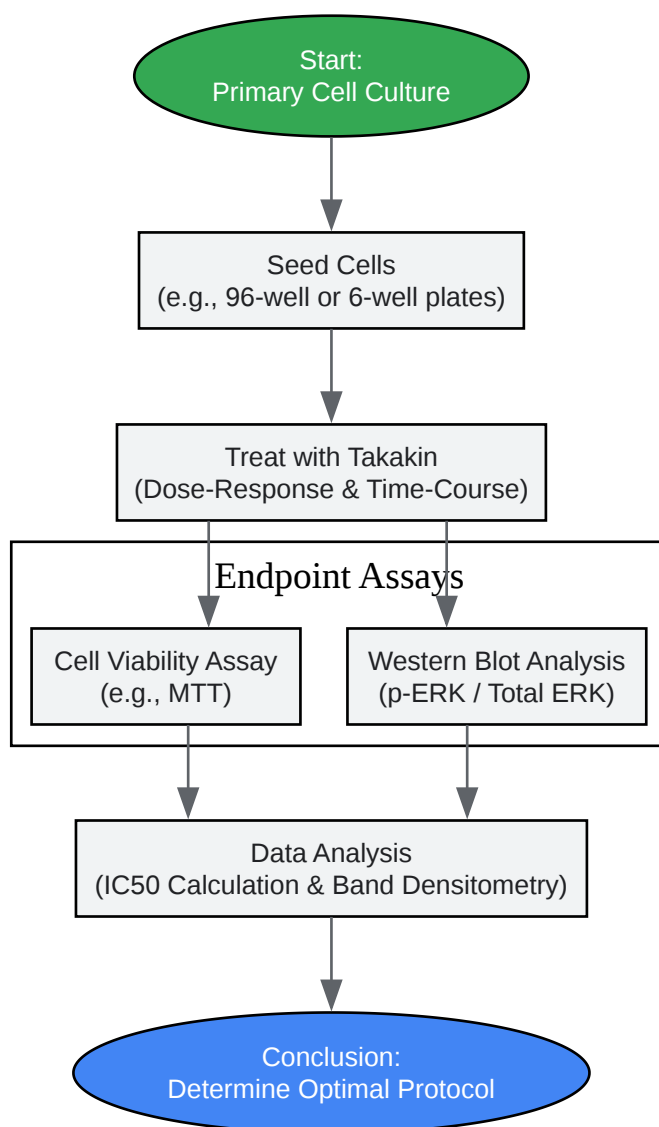 Start:
Primary Cell Culture
Seed Cells
(e.g., 96-well or 6-well plates)
Treat with Takakin
(Dose-Response & Time-Course)
Endpoint Assays
Cell Viability Assay
(e.g., MTT)
Western Blot Analysis
(p-ERK / Total ERK)
Data Analysis
(IC50 Calculation & Band Densitometry)
Conclusion:
Determine Optimal Protocol